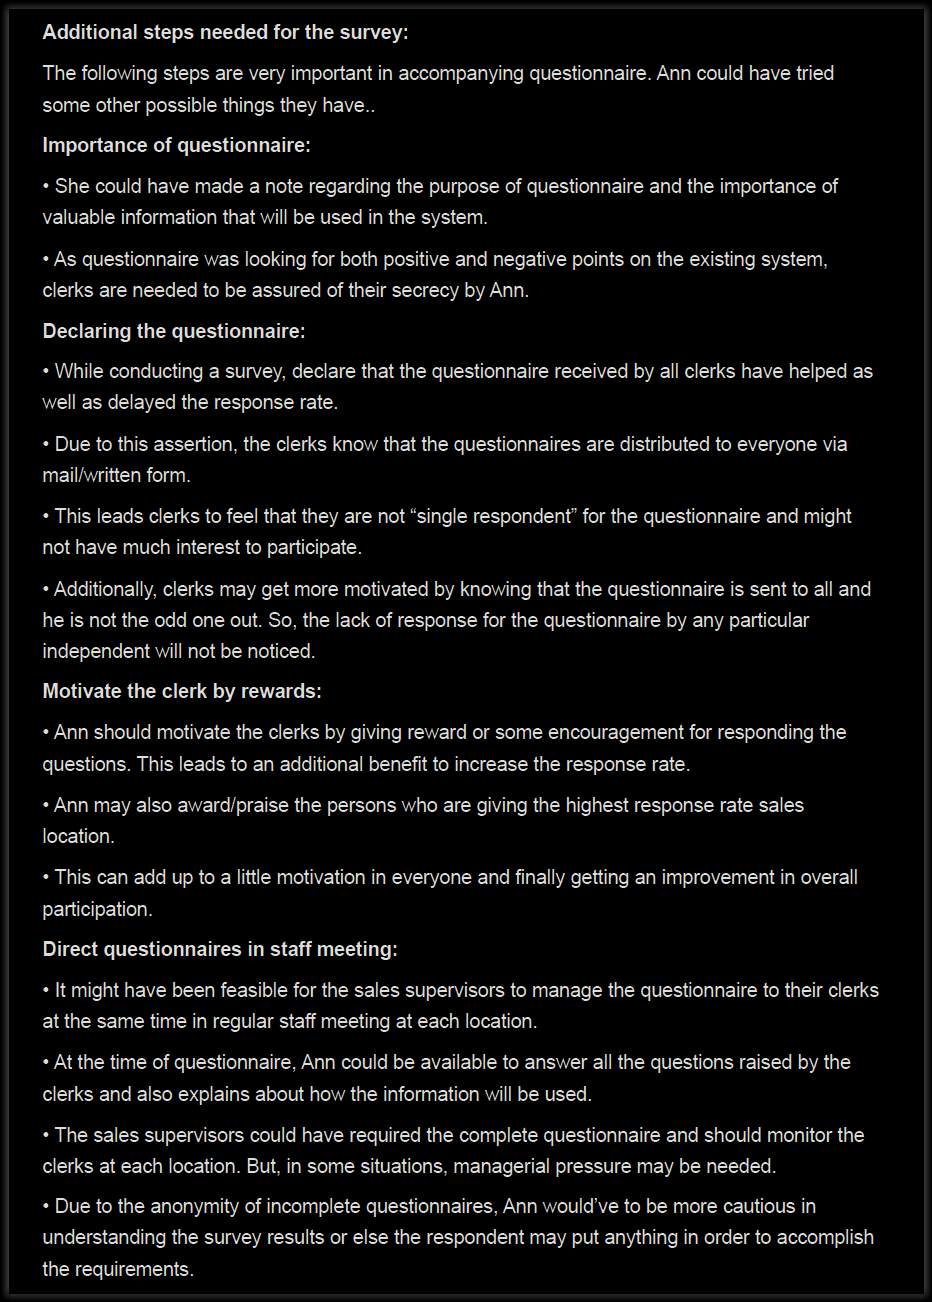 Additional steps needed for the survey:
The following steps are very important in accompanying questionnaire. Ann could have tried
some other possible things they have..
Importance of questionnaire:
• She could have made a note regarding the purpose of questionnaire and the importance of
valuable information that will be used in the system.
• As questionnaire was looking for both positive and negative points on the existing system,
clerks are needed to be assured of their secrecy by Ann.
Declaring the questionnaire:
• While conducting a survey, declare that the questionnaire received by all clerks have helped as
well as delayed the response rate.
• Due to this assertion, the clerks know that the questionnaires are distributed to everyone via
mail/written form.
• This leads clerks to feel that they are not “single respondent” for the questionnaire and might
not have much interest to participate.
• Additionally, clerks may get more motivated by knowing that the questionnaire is sent to all and
he is not the odd one out. So, the lack of response for the questionnaire by any particular
independent will not be noticed.
Motivate the clerk by rewards:
• Ann should motivate the clerks by giving reward or some encouragement for responding the
questions. This leads to an additional benefit to increase the response rate.
• Ann may also award/praise the persons who are giving the highest response rate sales
location.
• This can add up to a little motivation in everyone and finally getting an improvement in overall
participation.
Direct questionnaires in staff meeting:
• It might have been feasible for the sales supervisors to manage the questionnaire to their clerks
at the same time in regular staff meeting at each location.
• At the time of questionnaire, Ann could be available to answer all the questions raised by the
clerks and also explains about how the information will be used.
• The sales supervisors could have required the complete questionnaire and should monitor the
clerks at each location. But, in some situations, managerial pressure may be needed.
• Due to the anonymity of incomplete questionnaires, Ann would’ve to be more cautious in
understanding the survey results or else the respondent may put anything in order to accomplish
the requirements.